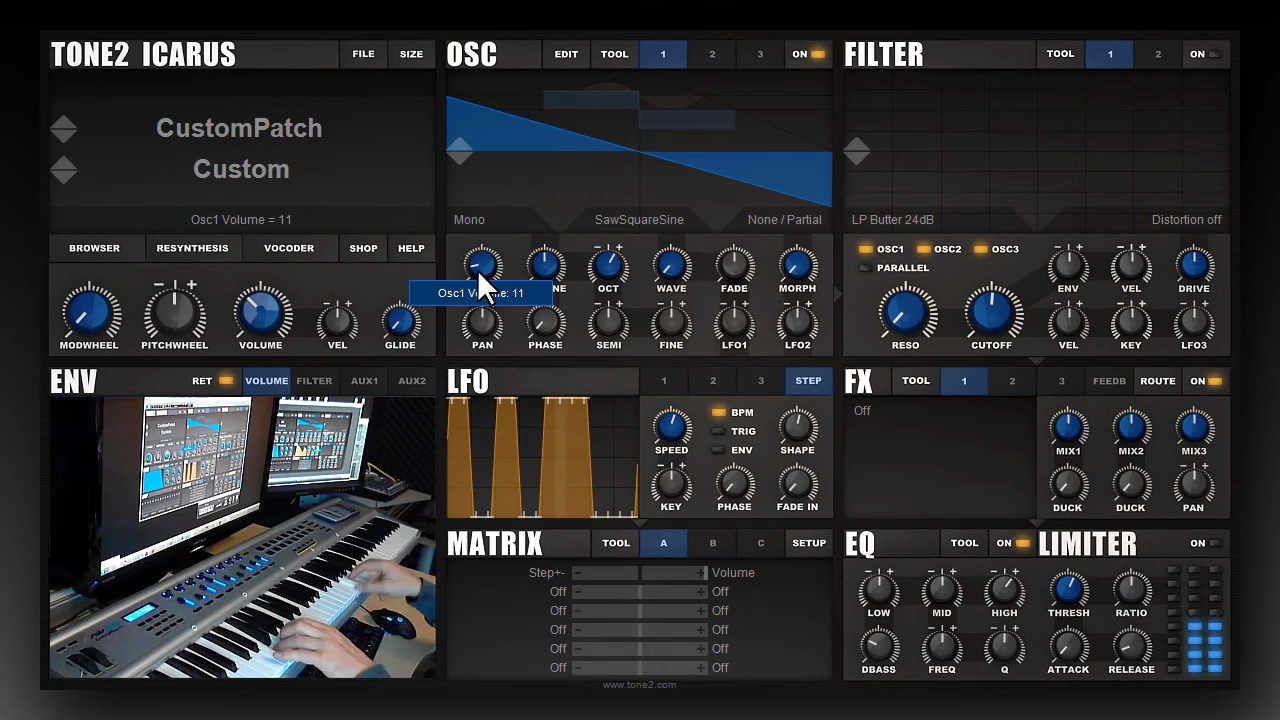 TONE2 ICARUS
FILE
SIZE
CustomPatch
Custom
Osc1 Volume = 11
BROWSER
RESYNTHESIS
VOCODER
SHOP
HELP
MODWHEEL
PITCHWHEEL
VOLUME
VEL
GLIDE
OSC
EDIT
TOOL
1
2
3
ON
Mono
SawSquareSine
None / Partial
OCT
WAVE
FADE
MORPH
PAN
PHASE
SEMI
FINE
LFO1
LFO2
FILTER
TOOL
1
2
ON
LP Butter 24dB
Distortion off
OSC1
OSC2
OSC3
PARALLEL
ENV
VEL
DRIVE
RESO
CUTOFF
VEL
KEY
LFO3
ENV
RET
VOLUME
FILTER
AUX1
AUX2
LFO
1
2
3
STEP
SPEED
BPM
TRIG
ENV
SHAPE
KEY
PHASE
FADE IN
FX
TOOL
1
2
3
FEEDB
ROUTE
ON
Off
MIX1
MIX2
MIX3
DUCK
DUCK
PAN
MATRIX
TOOL
A
B
C
SETUP
Step+- - + Volume
Off - + Off
Off - + Off
Off - + Off
Off - + Off
Off - + Off
EQ
TOOL
ON
LOW
MID
HIGH
DBASS
FREQ
Q
LIMITER
ON
THRESH
RATIO
ATTACK
RELEASE
www.tone2.com